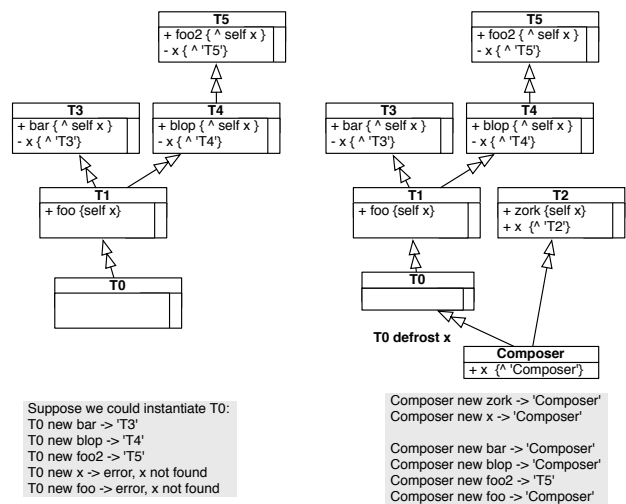 T5
+ foo2 { ^ self x }
- x { ^ 'T5'}
T3
+ bar { ^ self x }
- x { ^ 'T3'}
T4
+ blop { ^ self x }
- x { ^ 'T4'}
T1
+ foo {self x}
T0
Suppose we could instantiate T0:
T0 new bar -> 'T3'
T0 new blop -> 'T4'
T0 new foo2 -> 'T5'
T0 new x -> error, x not found
T0 new foo -> error, x not found
T5
+ foo2 { ^ self x }
- x { ^ 'T5'}
T3
+ bar { ^ self x }
- x { ^ 'T3'}
T4
+ blop { ^ self x }
- x { ^ 'T4'}
T1
+ foo {self x}
T2
+ zork {self x}
+ x {^ 'T2'}
T0
T0 defrost x
Composer
+ x {^ 'Composer'}
Composer new zork -> 'Composer'
Composer new x -> 'Composer'
Composer new bar -> 'Composer'
Composer new blop -> 'Composer'
Composer new foo2 -> 'T5'
Composer new foo -> 'Composer'